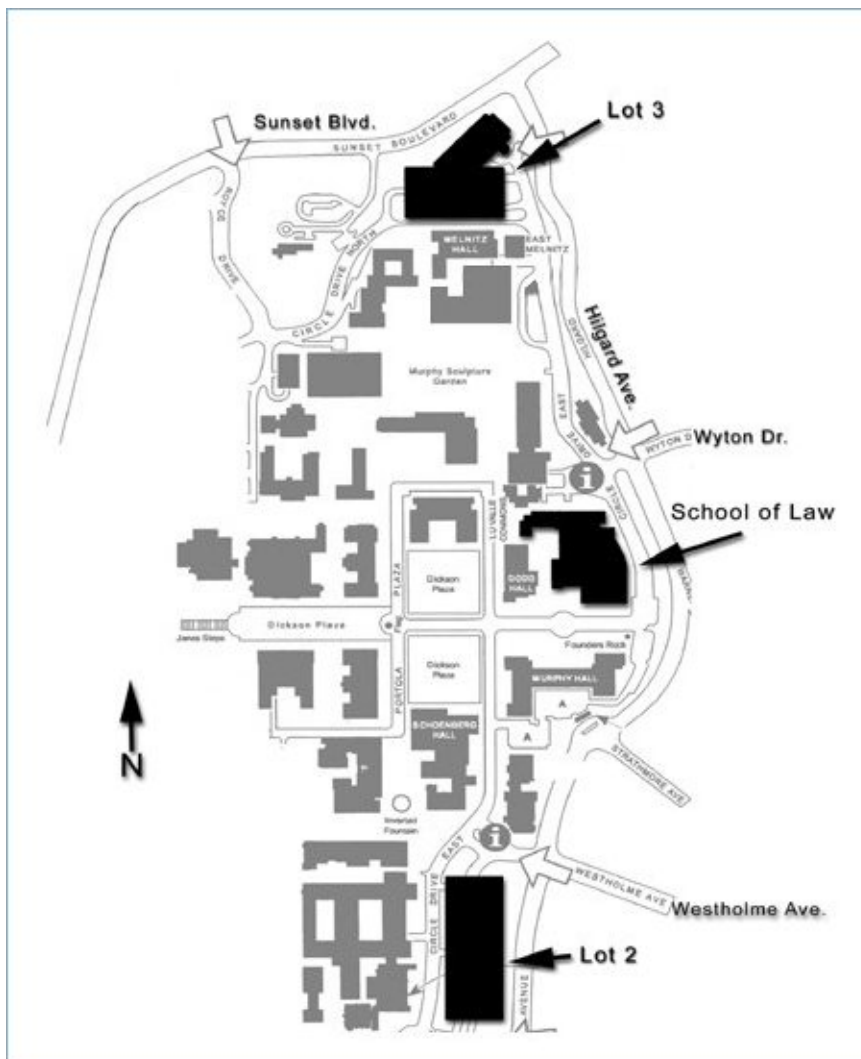 Lot 3
Sunset Blvd.
SUNSET BOULEVARD
ROYCE
DRIVE
CIRCLE DRIVE NORTH
MELNITZ
HALL
EAST
MELNITZ
Hilgard Ave.
HILGARD
Murphy Sculpture
Garden
EAST
DRIVE
CIRCLE
WYTON D
Wyton Dr.
i
School of Law
LUVALLE
COMMONS
PLAZA
Dickson
Plaza
DODD
HALL
Dickson Plaza
Flag
Janss Steps
Founders Rock
Dickson
Plaza
PORTOLA
MURPHY HALL
A
A
SCHOENBERG
HALL
N
STRATHMORE AVE
Inverted
Fountain
i
EAST
CIRCLE DRIVE
WESTHOLME AVE
Westholme Ave.
Lot 2
AVENUE